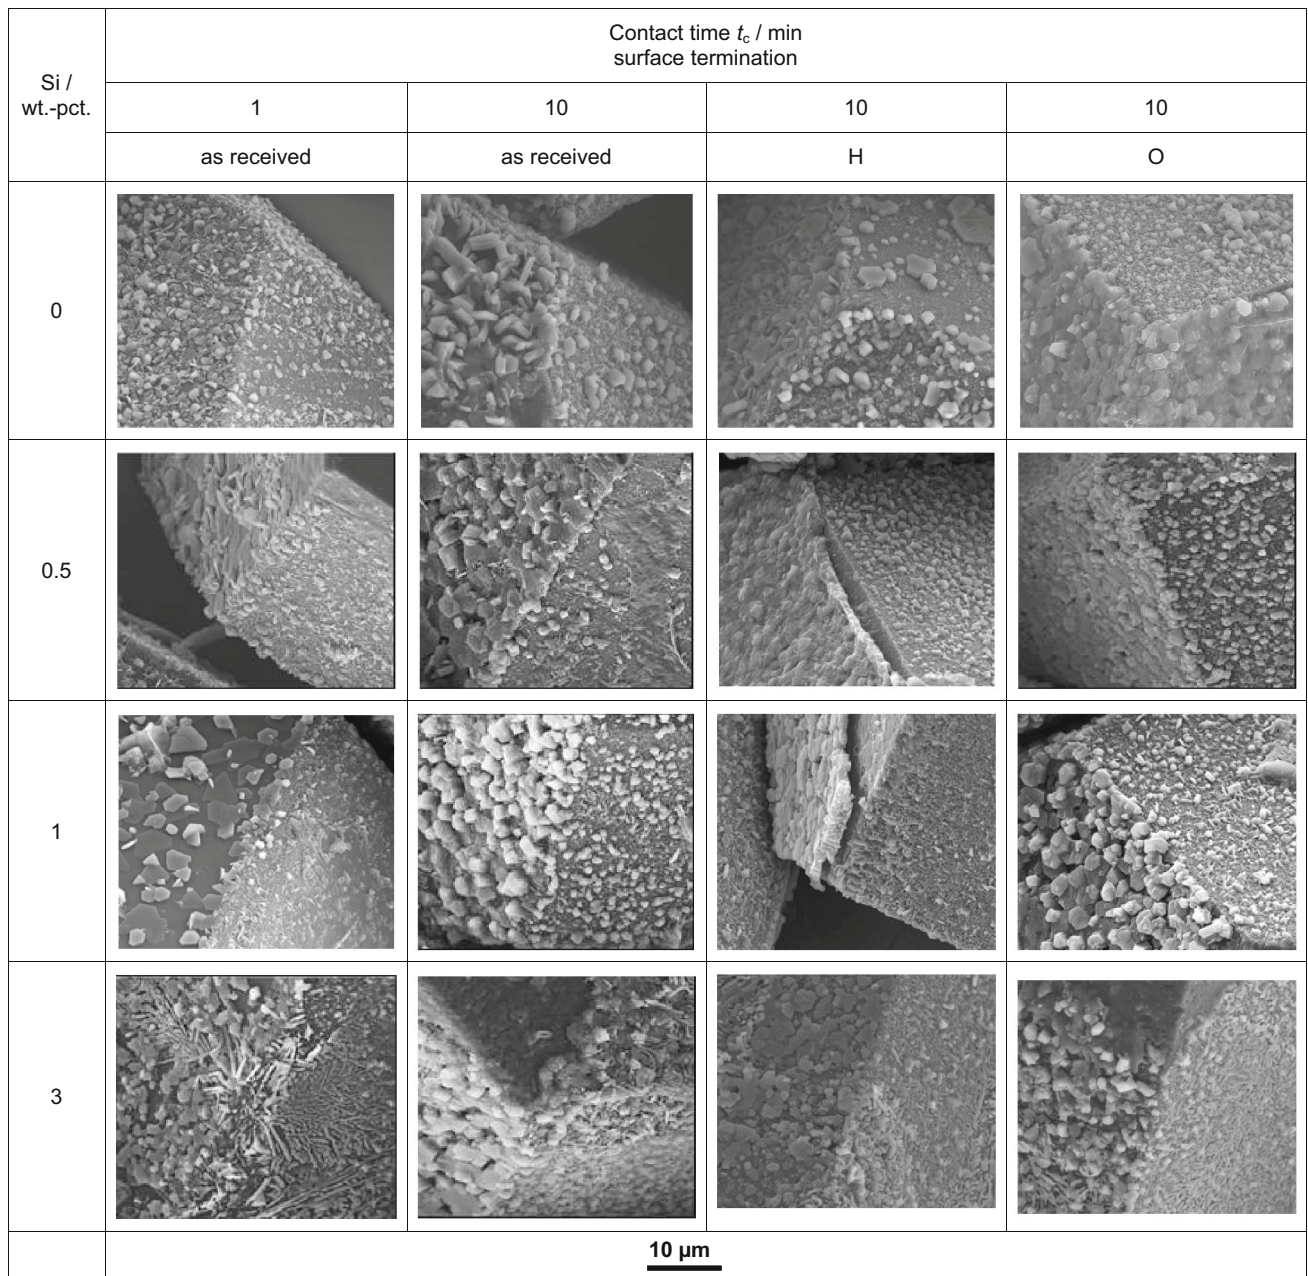 Si /
wt.-pct.
Contact time tc / min
surface termination
1
10
10
10
as received
as received
H
O
0
0.5
1
3
10 µm